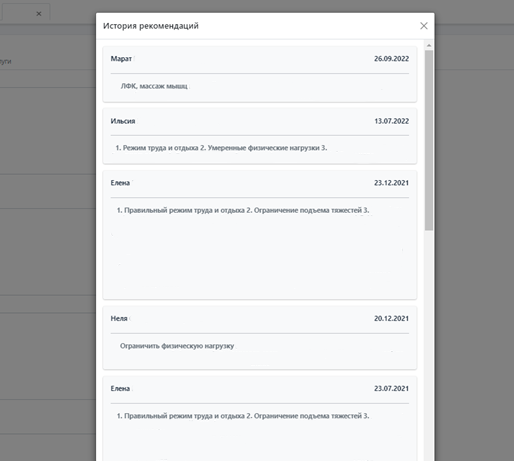 История рекомендаций
уги
Марат 26.09.2022
ЛФК, массаж мышц
Ильсия 13.07.2022
1. Режим труда и отдыха 2. Умеренные физические нагрузки 3.
Елена 23.12.2021
1. Правильный режим труда и отдыха 2. Ограничение подъема тяжестей 3.
Неля 20.12.2021
Ограничить физическую нагрузку
Елена 23.07.2021
1. Правильный режим труда и отдыха 2. Ограничение подъема тяжестей 3.